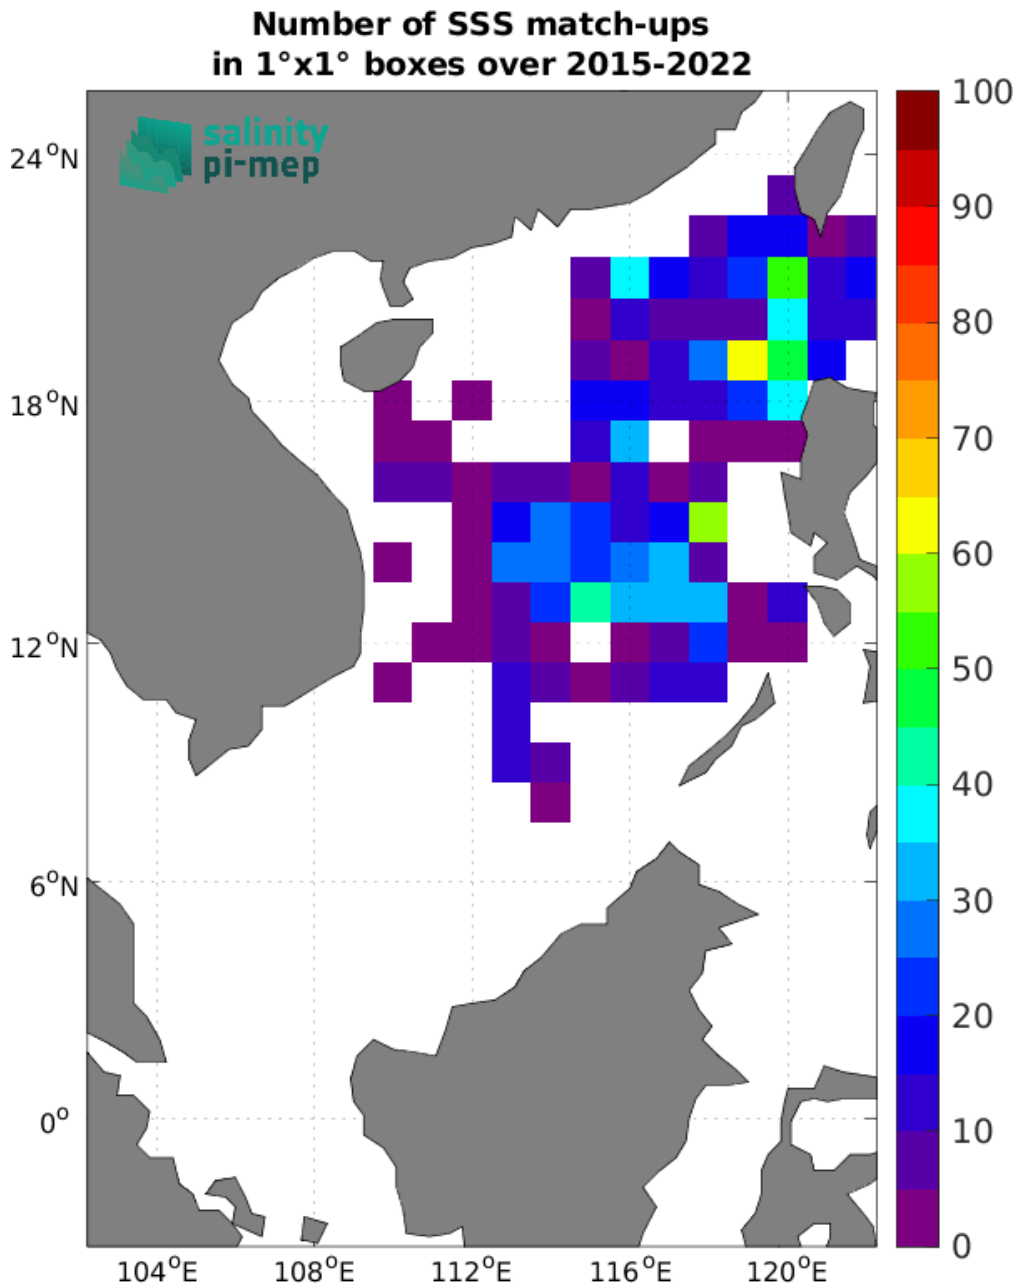 Number of SSS match-ups
in 1°x1° boxes over 2015-2022
salinity
pi-mep
24°N
18°N
12°N
6°N
0°
104°E 108°E 112°E 116°E 120°E
100
90
80
70
60
50
40
30
20
10
0